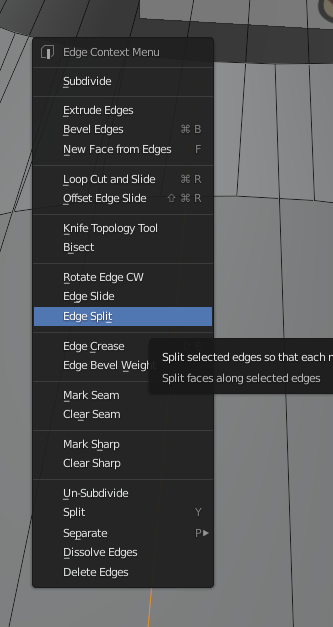 Edge Context Menu
Subdivide
Extrude Edges
Bevel Edges ⌘ B
New Face from Edges F
Loop Cut and Slide ⌘ R
Offset Edge Slide ⇧ ⌘ R
Knife Topology Tool
Bisect
Rotate Edge CW
Edge Slide
Edge Split
Edge Crease
Split selected edges so that each
Edge Bevel Weigh
Split faces along selected edges
Mark Seam
Clear Seam
Mark Sharp
Clear Sharp
Un-Subdivide
Split Y
Separate P
Dissolve Edges
Delete Edges